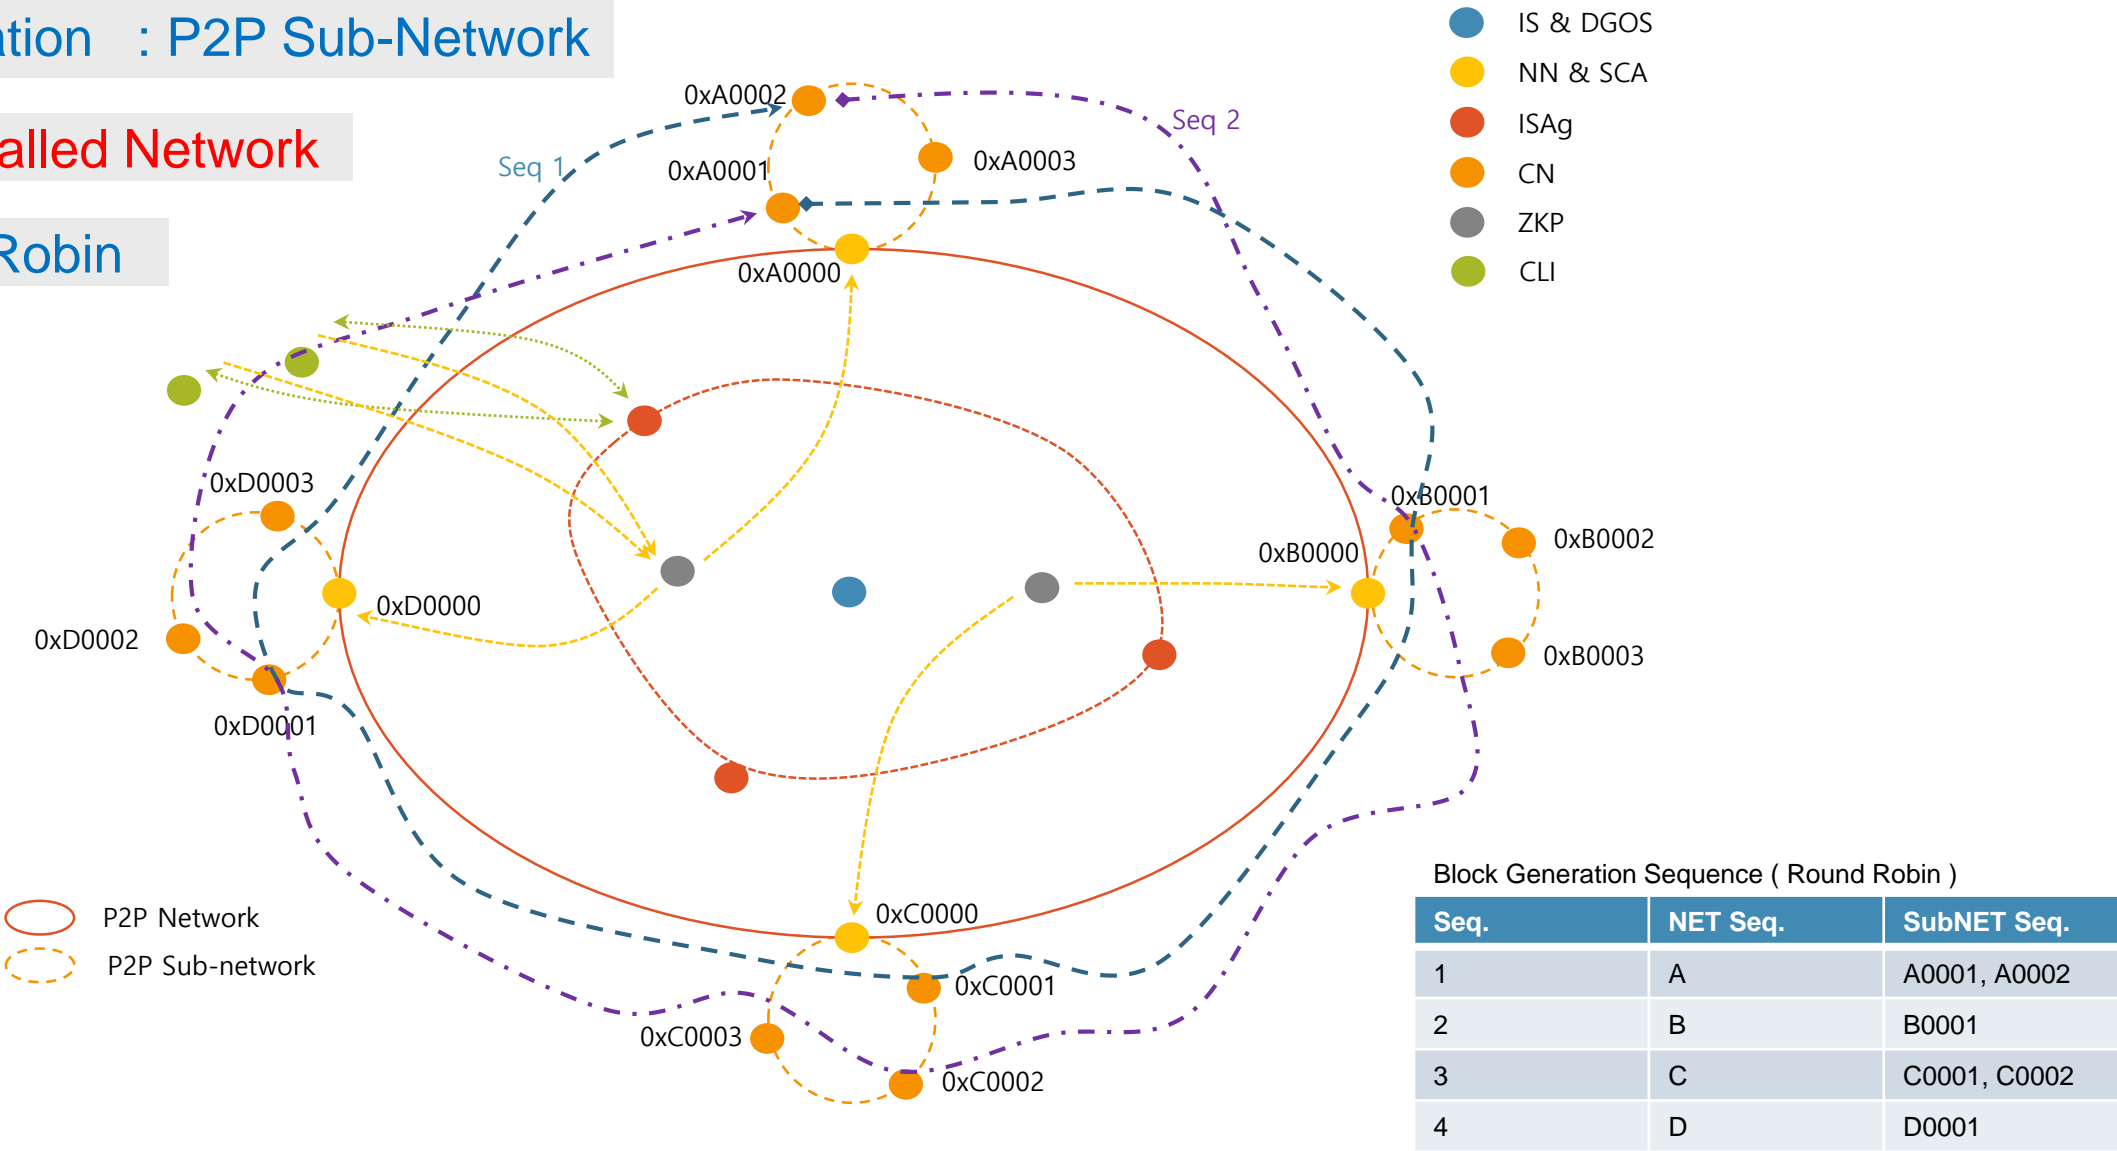 ation : P2P Sub-Network
alled Network
Robin
IS & DGOS
NN & SCA
ISAg
CN
ZKP
CLI
0xA0002
Seq 2
Seq 1
0xA0001
0xA0003
0xA0000
0xD0003
0xB0001
0xB0002
0xB0000
0xD0000
0xD0002
0xB0003
0xD0001
P2P Network
P2P Sub-network
0xC0000
0xC0001
0xC0003
0xC0002
Block Generation Sequence ( Round Robin )
Seq. NET Seq. SubNET Seq.
1 A A0001, A0002
2 B B0001
3 C C0001, C0002
4 D D0001